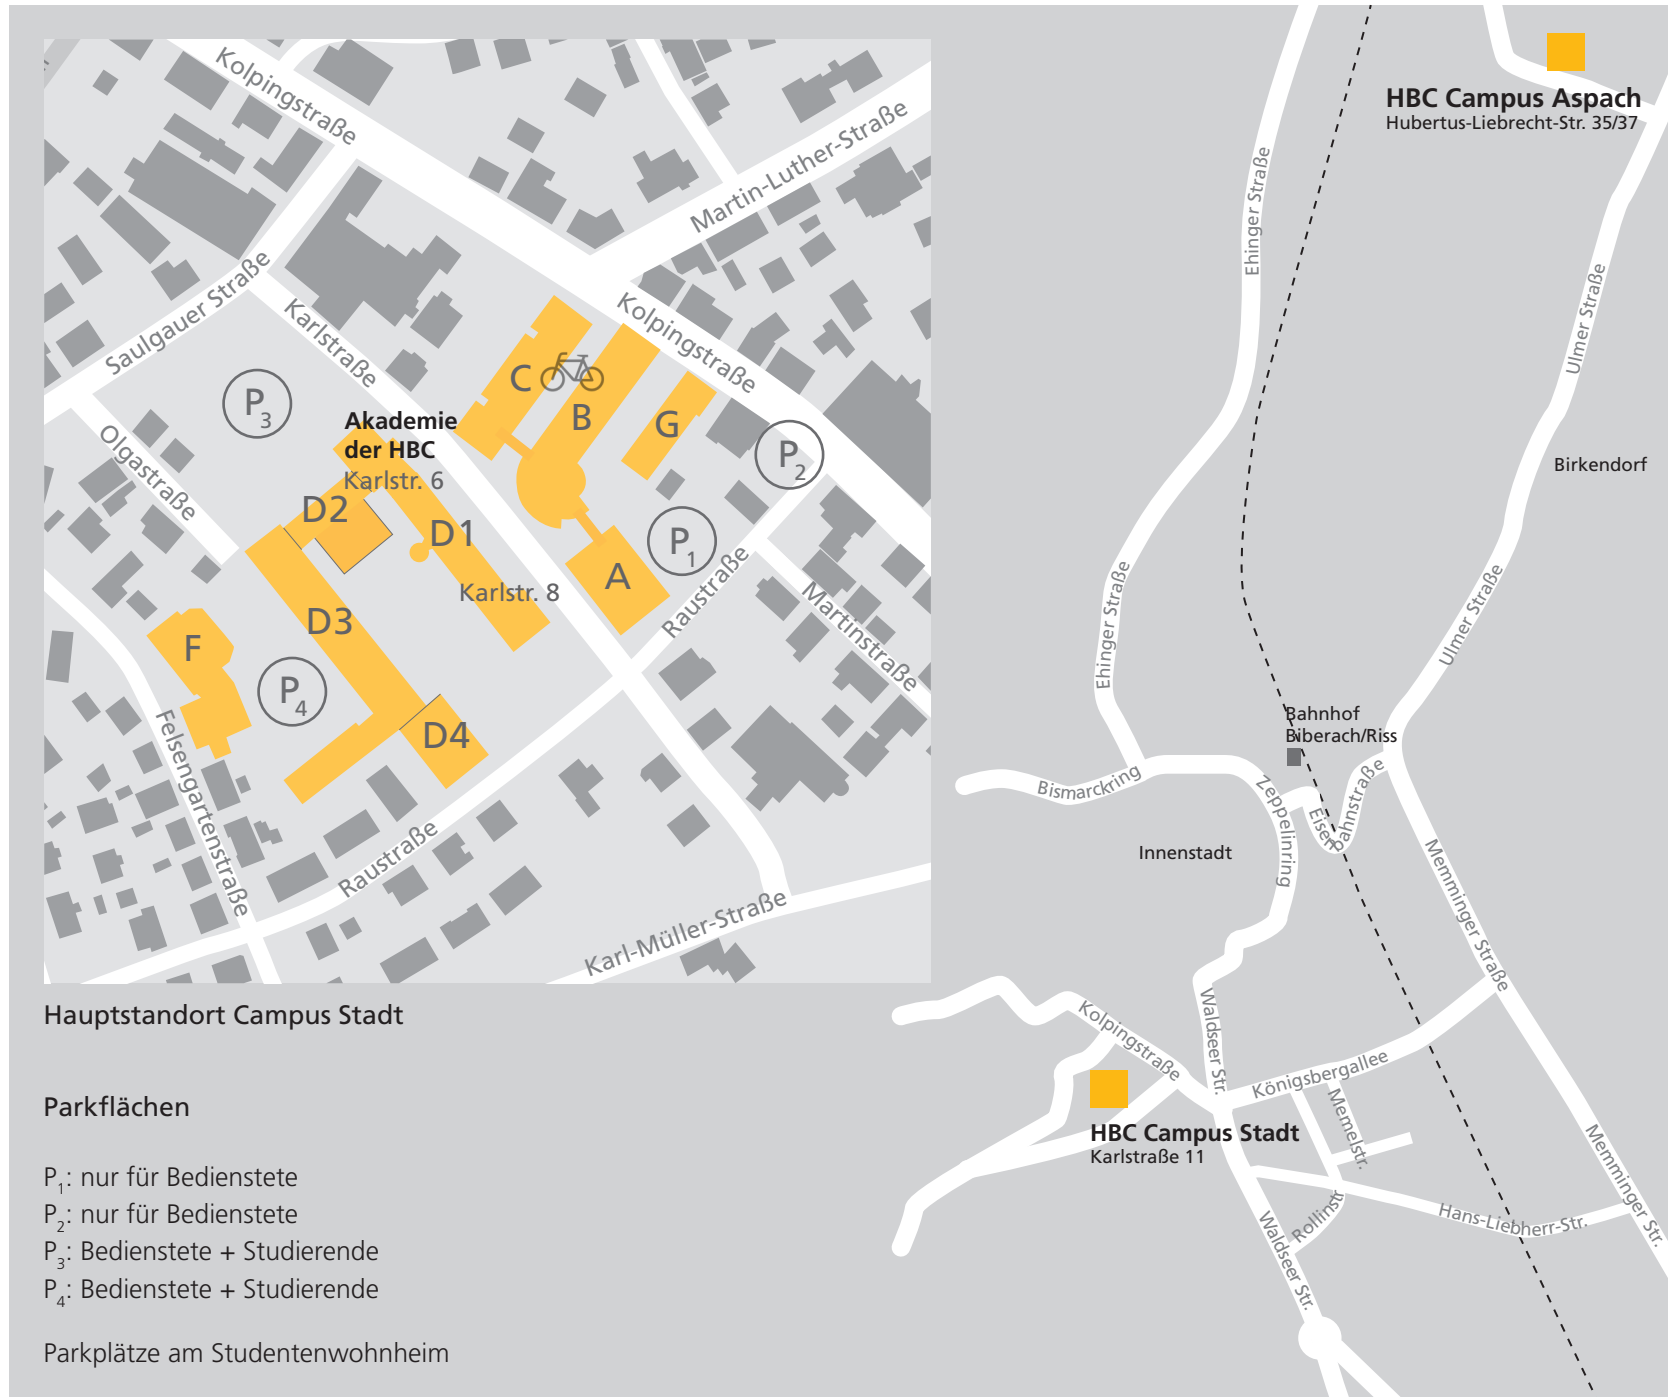 Kolpingstraße
Martin-Luther-Straße
Saulgauer Straße
Karlstraße
Kolpingstraße
C
B
G
P3
P2
Akademie
der HBC
Karlstr. 6
Olgastraße
D2
D1
P1
A
Karlstr. 8
Raustraße
Martinstraße
D3
F
P4
D4
Felsengartenstraße
Raustraße
Karl-Müller-Straße
Hauptstandort Campus Stadt
Parkflächen
P1: nur für Bedienstete
P2: nur für Bedienstete
P3: Bedienstete + Studierende
P4: Bedienstete + Studierende
Parkplätze am Studentenwohnheim
HBC Campus Aspach
Hubertus-Liebrecht-Str. 35/37
Ehinger Straße
Ulmer Straße
Birkendorf
Ehinger Straße
Ulmer Straße
Bahnhof
Biberach/Riss
Bismarckring
Zeppelinring
Eisenbahnstraße
Innenstadt
Memminger Straße
Kolpingstraße
Waldseer Str.
Königsbergallee
Memelstr.
HBC Campus Stadt
Karlstraße 11
Memminger Str.
Rollinstr
Hans-Liebherr-Str.
Waldseer Str.